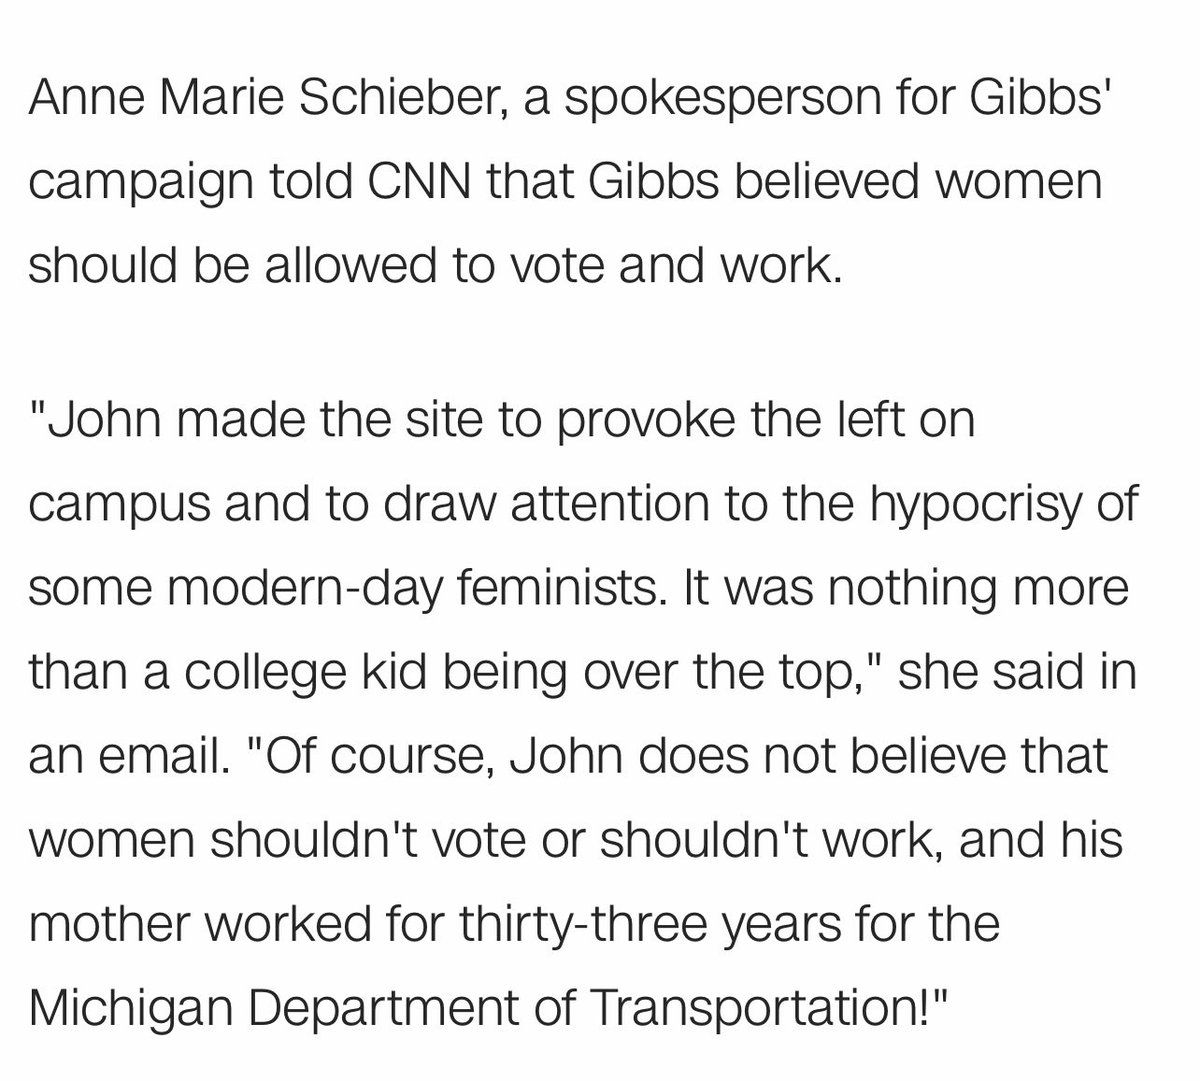 Anne Marie Schieber, a spokesperson for Gibbs'
campaign told CNN that Gibbs believed women
should be allowed to vote and work.
"John made the site to provoke the left on
campus and to draw attention to the hypocrisy of
some modern-day feminists. It was nothing more
than a college kid being over the top," she said in
an email. "Of course, John does not believe that
women shouldn't vote or shouldn't work, and his
mother worked for thirty-three years for the
Michigan Department of Transportation!"